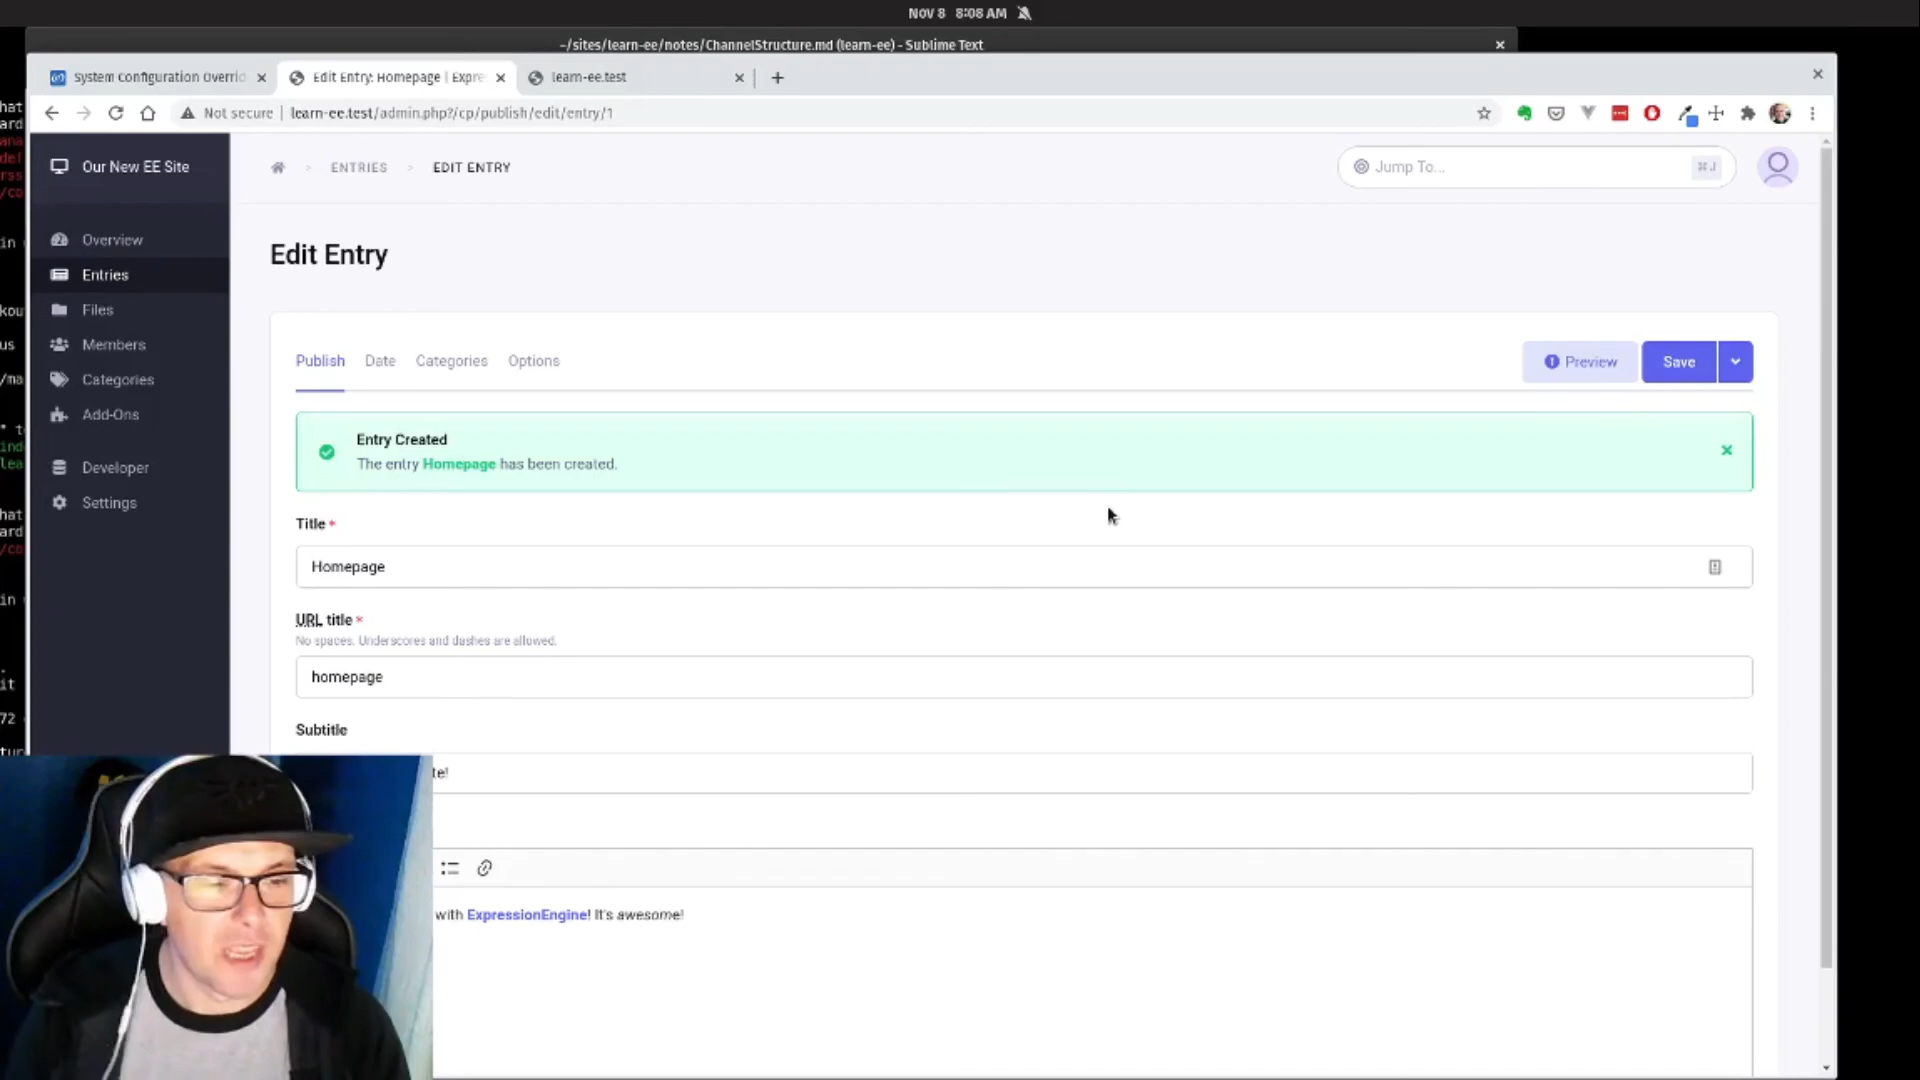 NOV 8 8:08 AM
~/sites/learn-ee/notes/ChannelStructure.md (learn-ee) - Sublime Text
System Configuration Overrid
Edit Entry: Homepage | Expre
learn-ee.test
Not secure | learn-ee.test/admin.php?/cp/publish/edit/entry/1
Our New EE Site
ENTRIES > EDIT ENTRY
Jump To...
⌘J
Overview
Entries
Files
Members
Categories
Add-Ons
Developer
Settings
Edit Entry
Publish
Date
Categories
Options
Preview
Save
Entry Created
The entry Homepage has been created.
Title *
Homepage
URL title *
No spaces. Underscores and dashes are allowed.
homepage
Subtitle
te!
with ExpressionEngine! It's awesome!